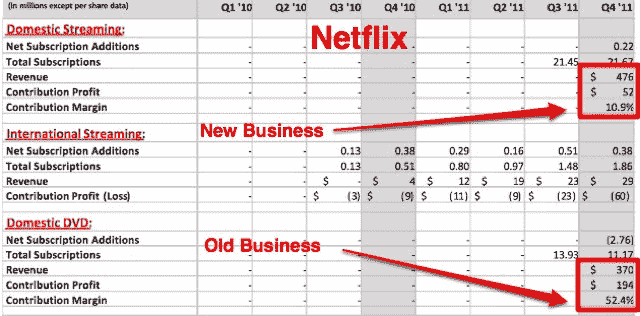 (in millions except per share data) Q1 '10 Q2 '10 Q3 '10 Q4 '10 Q1 '11 Q2 '11 Q3 '11 Q4 '11
Netflix
Domestic Streaming:
Net Subscription Additions - - - - - - - 0.22
Total Subscriptions - - - - - - 21.45 21.67
Revenue - - - - - - - $ 476
Contribution Profit - - - - - - - $ 52
Contribution Margin - - - - - - - 10.9%
New Business
International Streaming:
Net Subscription Additions - - 0.13 0.38 0.29 0.16 0.51 0.38
Total Subscriptions - - 0.13 0.51 0.80 0.97 1.48 1.86
Revenue - - $ - $ 4 $ 12 $ 19 $ 23 $ 29
Contribution Profit (Loss) - - $ (3) $ (9) $ (11) $ (9) $ (23) $ (60)
Domestic DVD:
Net Subscription Additions - - - - - - - (2.76)
Old Business
Total Subscriptions - - - - - - 13.93 11.17
Revenue - - - - - - - $ 370
Contribution Profit - - - - - - - $ 194
Contribution Margin - - - - - - - 52.4%